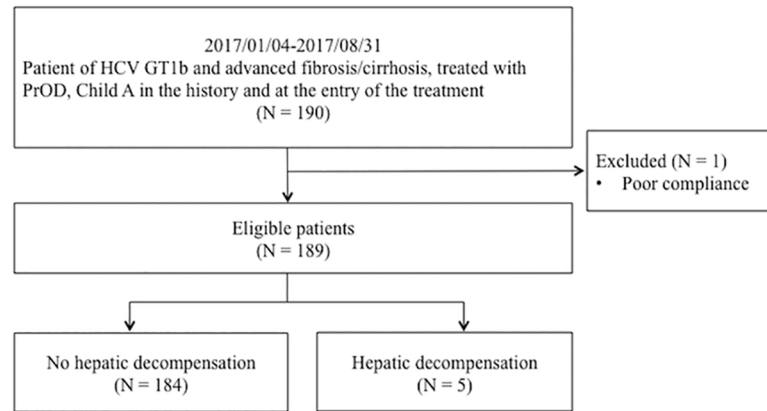 2017/01/04-2017/08/31
Patient of HCV GT1b and advanced fibrosis/cirrhosis, treated with
PrOD, Child A in the history and at the entry of the treatment
(N = 190)
Excluded (N = 1)
• Poor compliance
Eligible patients
(N = 189)
No hepatic decompensation
(N = 184)
Hepatic decompensation
(N = 5)